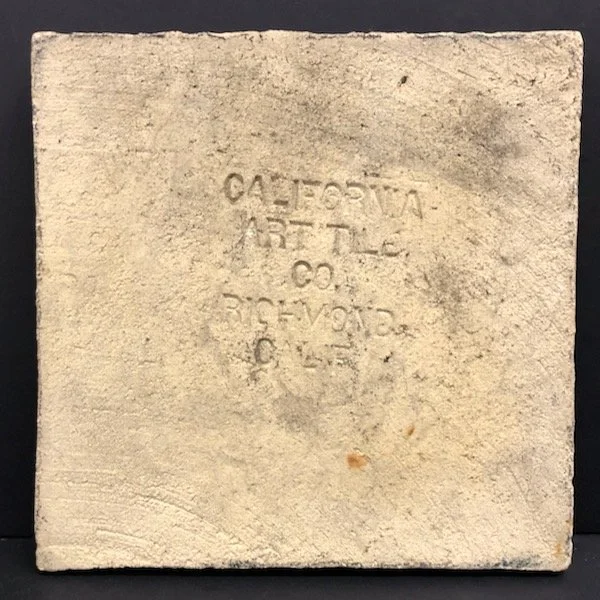 CALIFORNIA
ART TILE
CO.
RICHMOND.
CALIF.